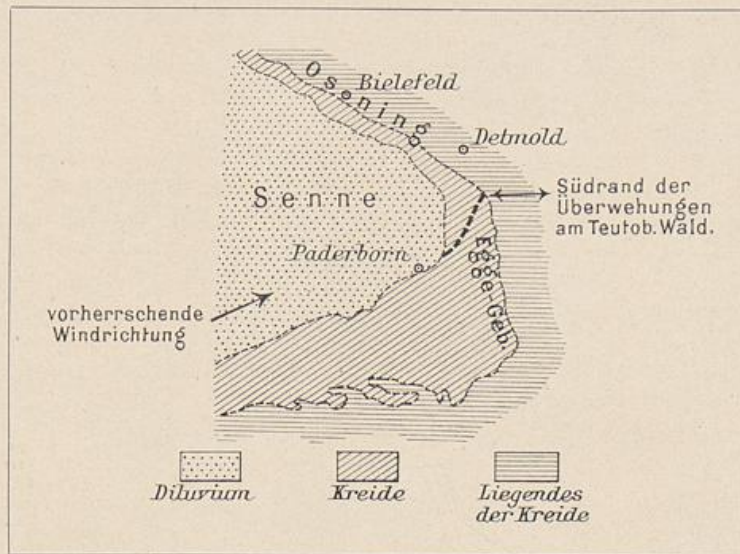 Osening
Bielefeld
Detmold
Senne
Südrand der
Überwehungen
am Teutob. Wald.
Paderborn
Egge-Geb.
vorherrschende
Windrichtung
Diluvium
Kreide
Liegendes
der Kreide